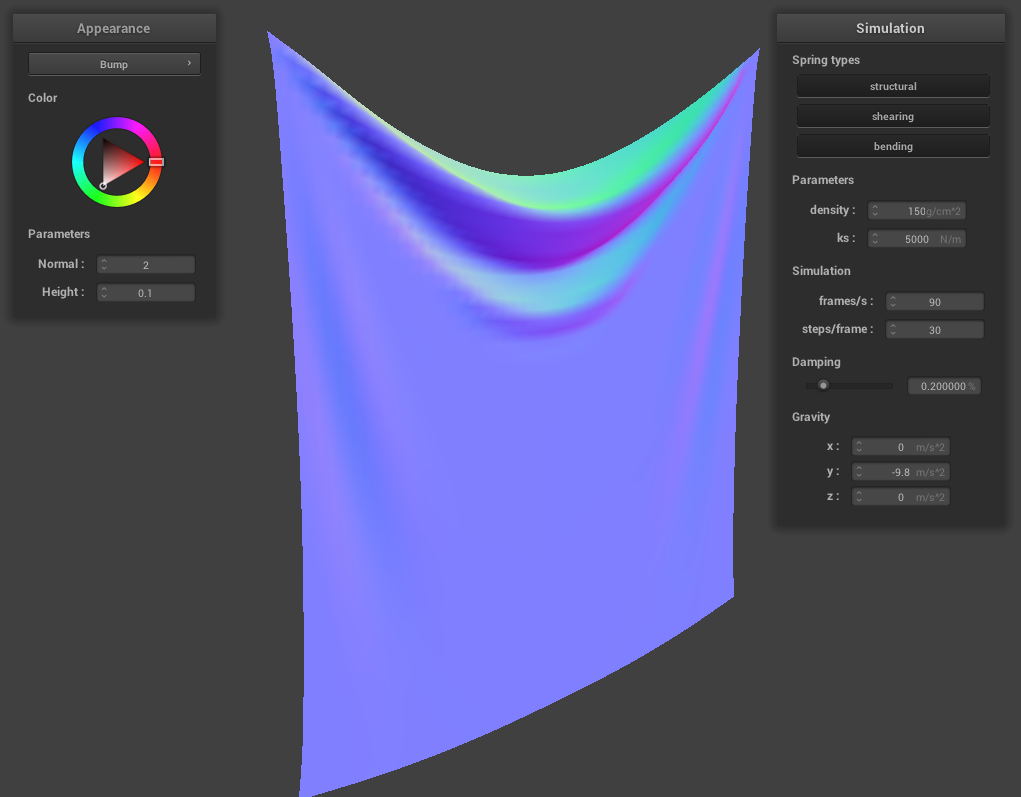 Appearance
Bump
Color
Parameters
Normal : 2
Height : 0.1
Simulation
Spring types
structural
shearing
bending
Parameters
density : 150g/cm^2
ks : 5000 N/m
Simulation
frames/s : 90
steps/frame : 30
Damping
0.200000 %
Gravity
x : 0 m/s^2
y : -9.8 m/s^2
z : 0 m/s^2